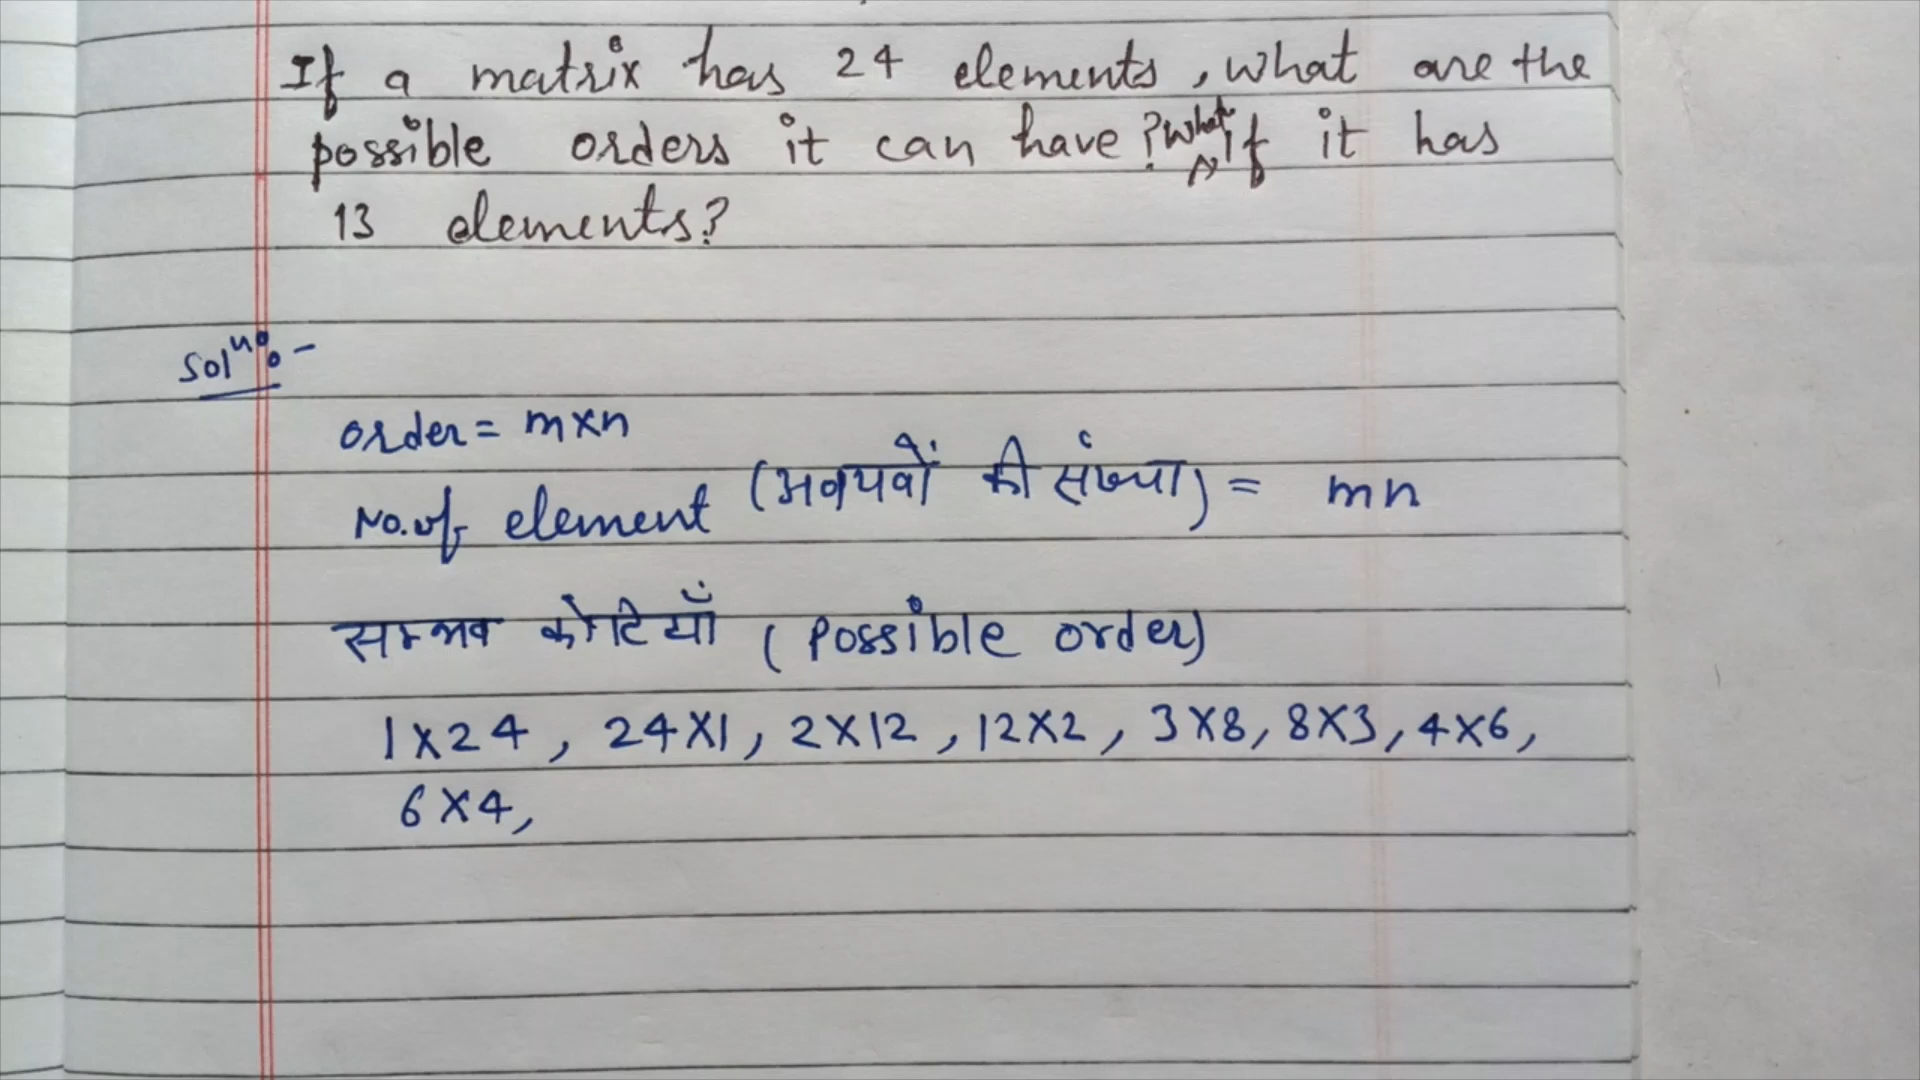 If a matrix has 24 elements, what are the
possible orders it can have? what if it has
13 elements?
Solⁿ:-
order = m×n
No. of element (अवयवों की संख्या) = mn
सम्भव कोटियाँ (Possible order)
1×24, 24×1, 2×12, 12×2, 3×8, 8×3, 4×6,
6×4,